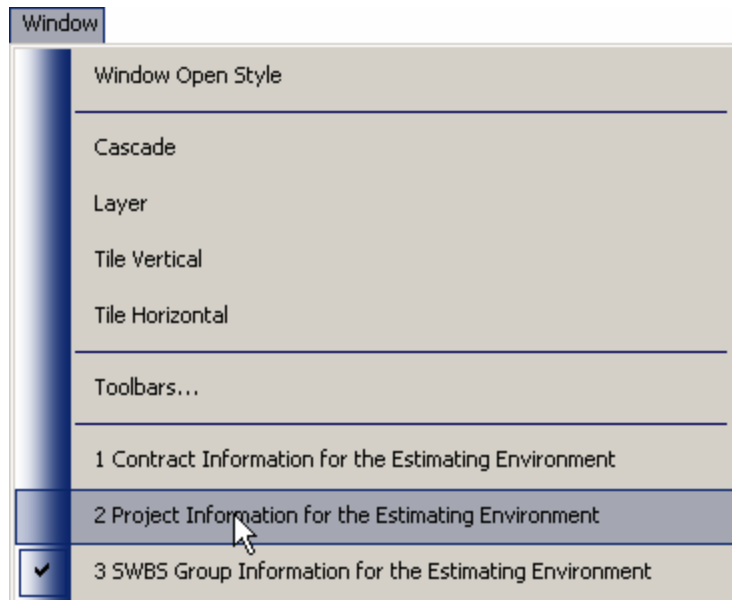 Window
Window Open Style
Cascade
Layer
Tile Vertical
Tile Horizontal
Toolbars...
1 Contract Information for the Estimating Environment
2 Project Information for the Estimating Environment
3 SWBS Group Information for the Estimating Environment